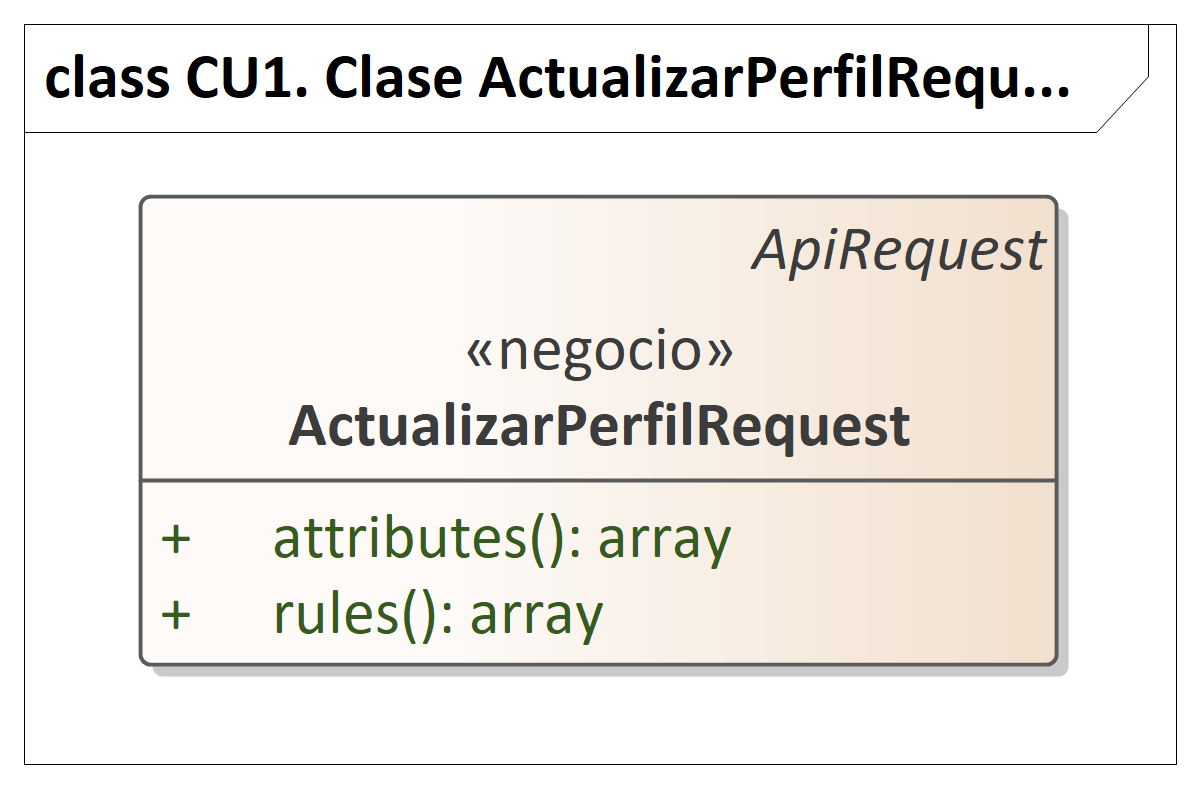 class CU1. Clase ActualizarPerfilRequ...
ApiRequest
«negocio»
ActualizarPerfilRequest
+ attributes(): array
+ rules(): array